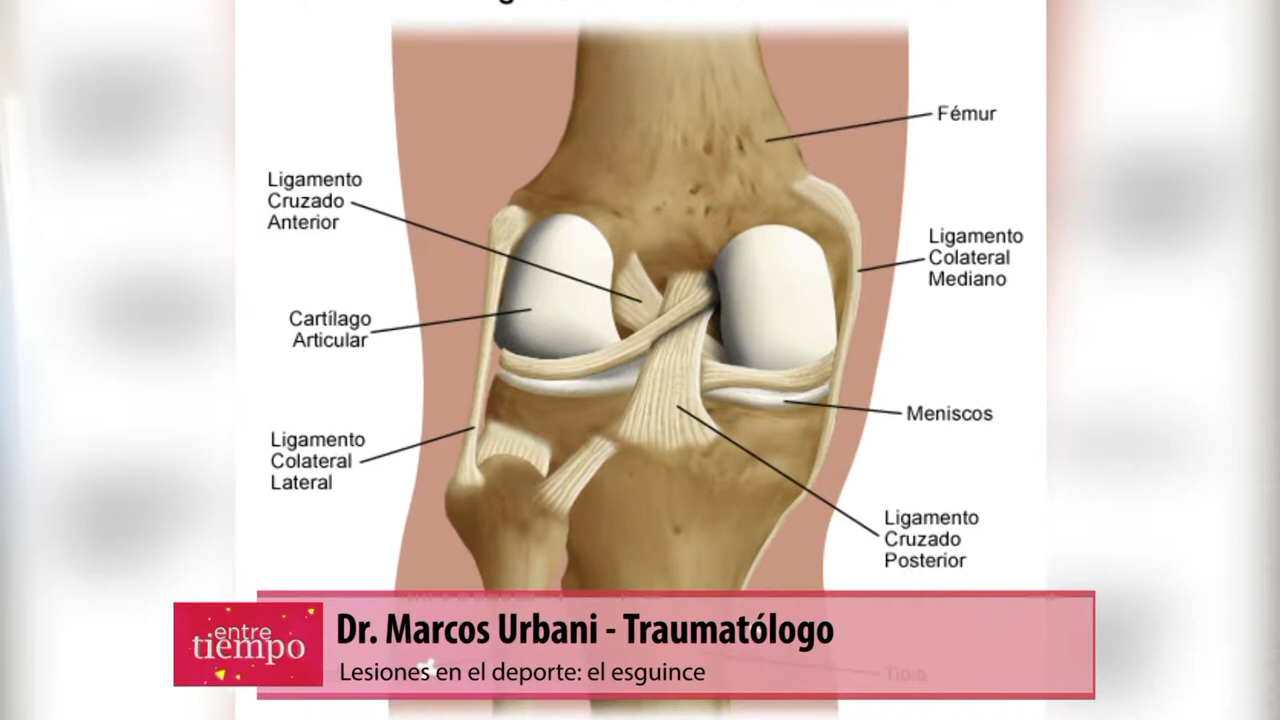 Fémur
Ligamento
Cruzado
Anterior
Ligamento
Colateral
Mediano
Cartílago
Articular
Meniscos
Ligamento
Colateral
Lateral
Ligamento
Cruzado
Posterior
entre
tiempo
Dr. Marcos Urbani - Traumatólogo
Lesiones en el deporte: el esguince
Tibia